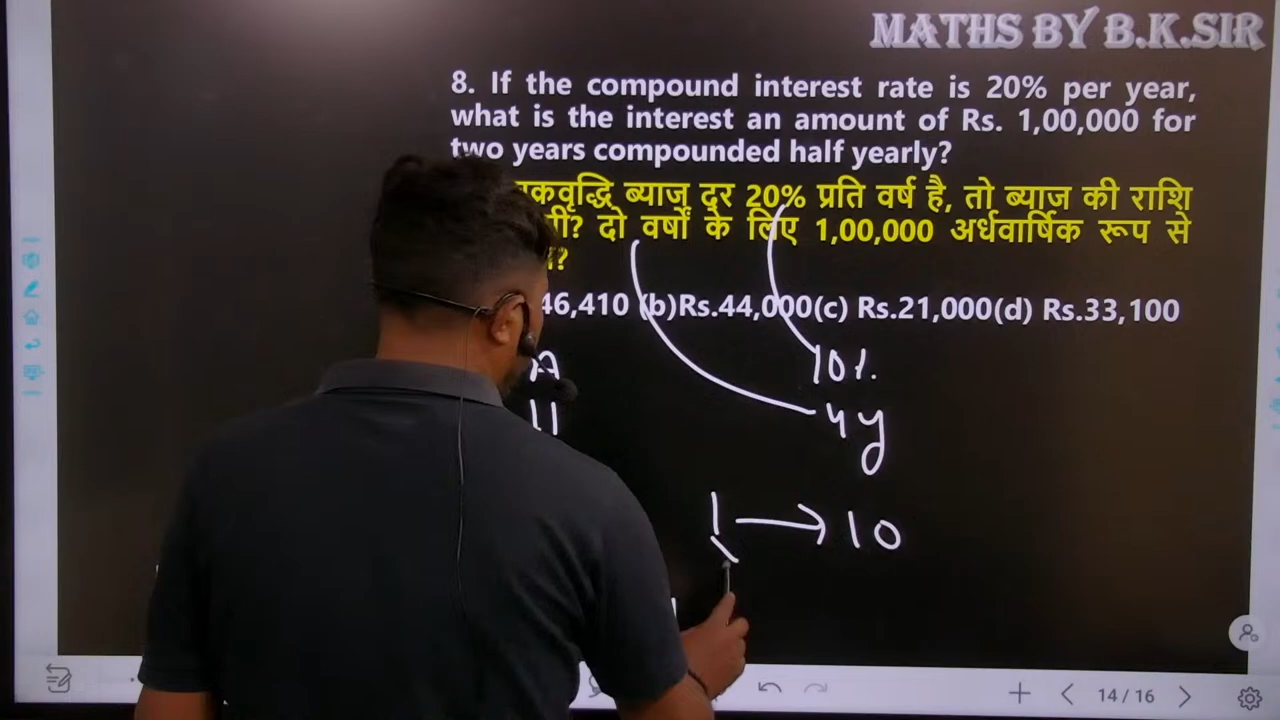 MATHS BY B.K.SIR
8. If the compound interest rate is 20% per year,
what is the interest an amount of Rs. 1,00,000 for
two years compounded half yearly?
ब्याज दर 20% प्रति वर्ष है, तो ब्याज की राशि
दो वर्षों के लिए 1,00,000 अर्धवार्षिक रूप से
46,410 (b)Rs.44,000(c) Rs.21,000(d) Rs.33,100
A
10%.
11
4y
1 → 10
14 / 16